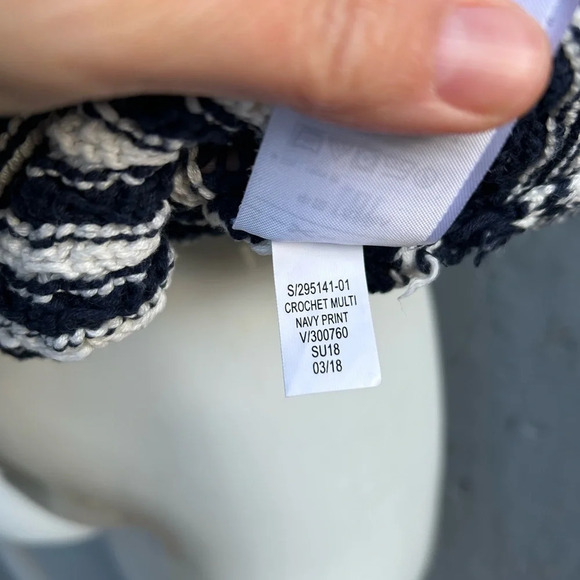 S/295141-01
CROCHET MULTI
NAVY PRINT
V/300760
SU18
03/18